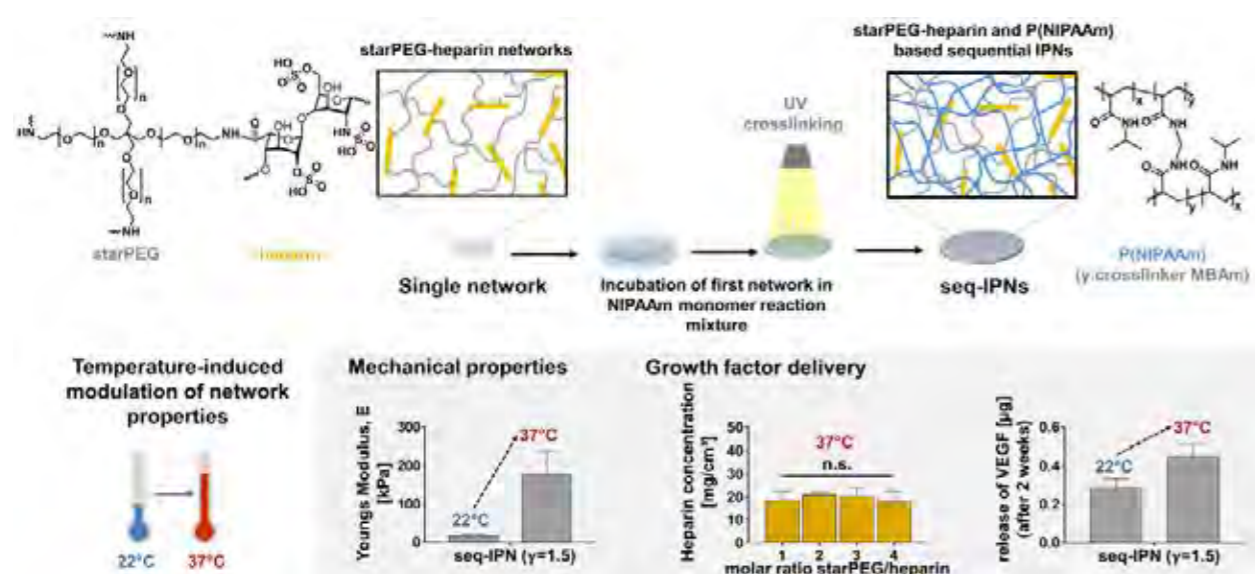 starPEG-heparin networks
starPEG-heparin and P(NIPAAm)
based sequential IPNs
UV
crosslinking
starPEG
heparin
P(NIPAAm)
(y:crosslinker MBAm)
Single network
Incubation of first network in
NIPAAm monomer reaction
mixture
seq-IPNs
Temperature-induced
modulation of network
properties
22°C
37°C
Mechanical properties
Youngs Modulus, E
[kPa]
300
200
100
0
22°C
37°C
seq-IPN (γ=1.5)
Growth factor delivery
Heparin concentration
[mg/cm³]
50
40
30
20
10
0
37°C
n.s.
1 2 3 4
molar ratio starPEG/heparin
release of VEGF [µg]
(after 2 weeks)
0.6
0.4
0.2
0.0
22°C
37°C
seq-IPN (γ=1.5)